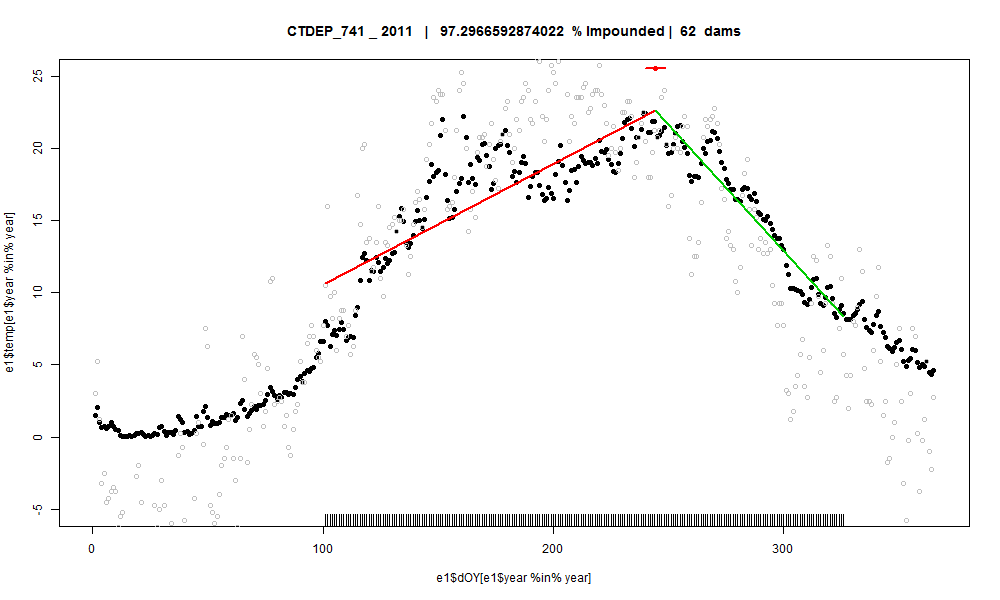 CTDEP_741 _ 2011 | 97.2966592874022 % Impounded | 62 dams
25
20
15
10
5
0
-5
e1$temp[e1$year %in% year]
0 100 200 300
e1$dOY[e1$year %in% year]